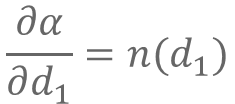 ∂α/∂d₁ = n(d₁)